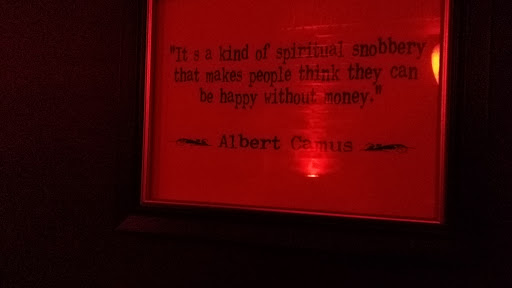 "It s a kind of spiritual snobbery
that makes people think they can
be happy without money."
Albert Camus